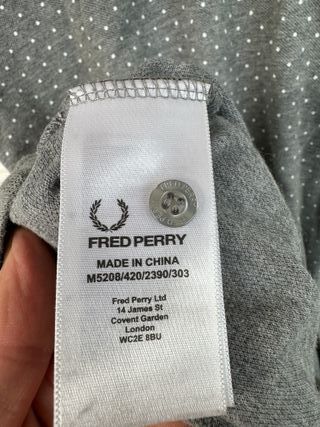 FRED PERRY
MADE IN CHINA
M5208/420/2390/303
Fred Perry Ltd
14 James St
Covent Garden
London
WC2E 8BU